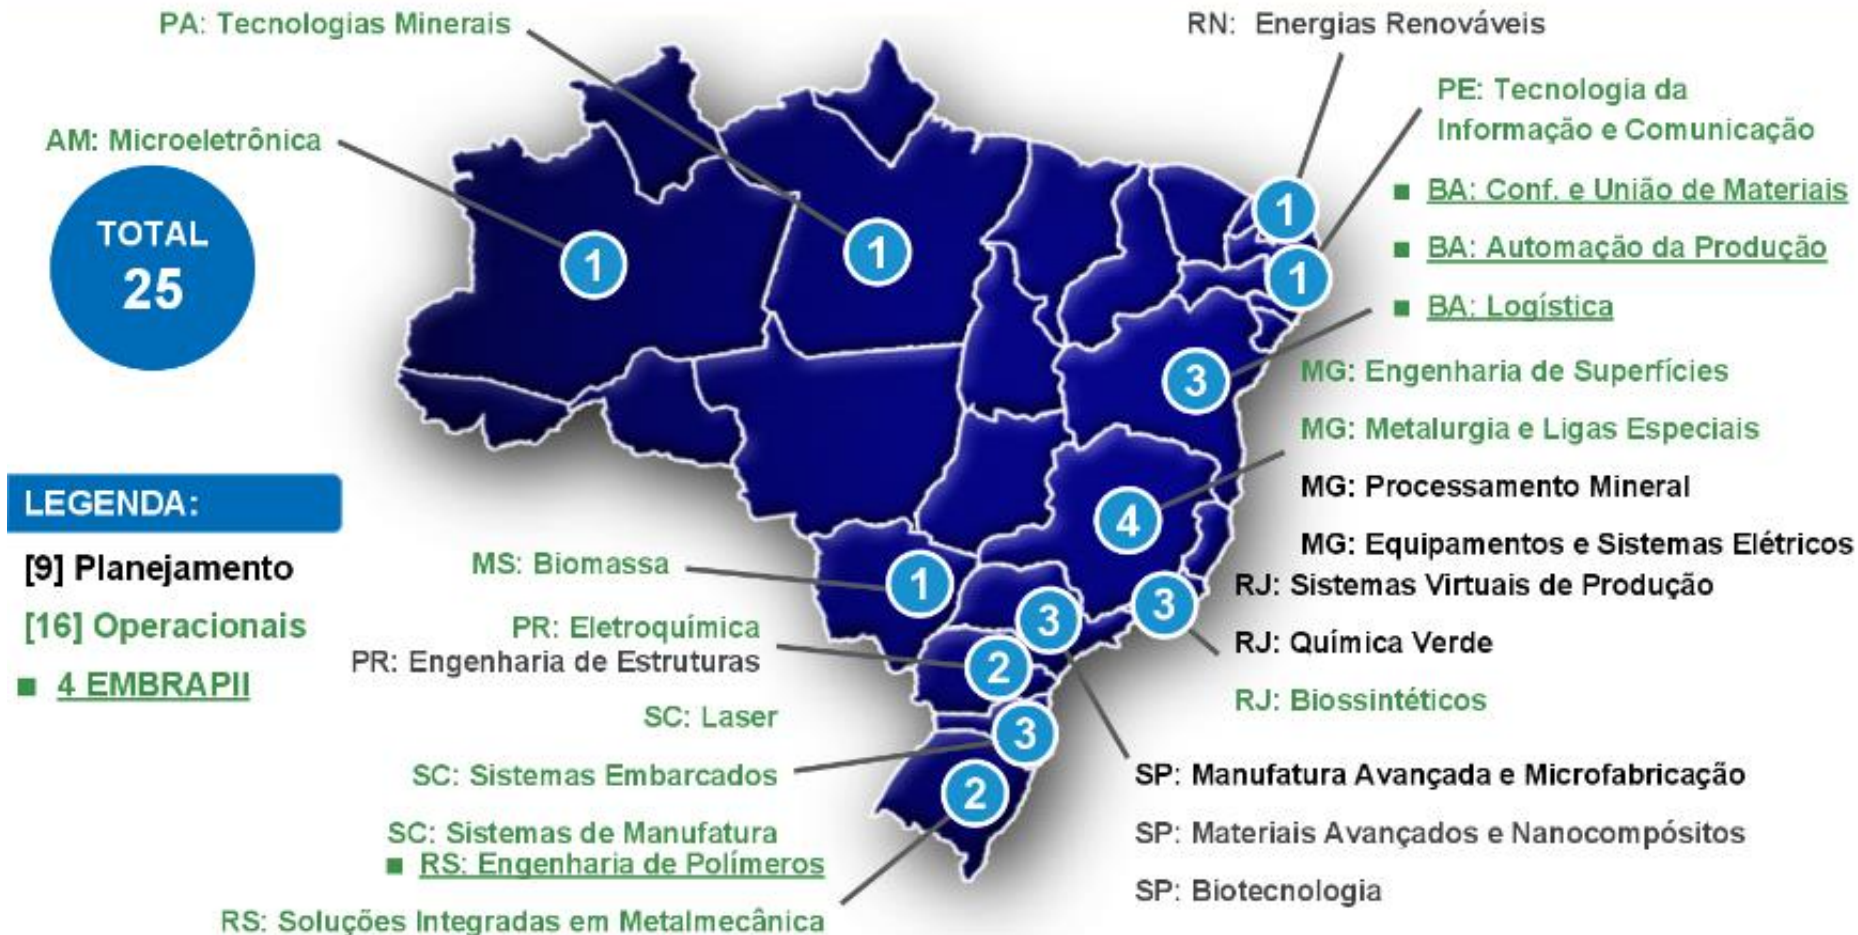 PA: Tecnologias Minerais
RN: Energias Renováveis
PE: Tecnologia da
Informação e Comunicação
AM: Microeletrônica
■ BA: Conf. e União de Materiais
■ BA: Automação da Produção
■ BA: Logística
TOTAL
25
1
1
1
1
3
MG: Engenharia de Superfícies
MG: Metalurgia e Ligas Especiais
MG: Processamento Mineral
MG: Equipamentos e Sistemas Elétricos
4
LEGENDA:
[9] Planejamento
[16] Operacionais
■ 4 EMBRAPII
MS: Biomassa
1
3
3
RJ: Sistemas Virtuais de Produção
RJ: Química Verde
RJ: Biossintéticos
PR: Eletroquímica
PR: Engenharia de Estruturas
2
SC: Laser
SC: Sistemas Embarcados
SC: Sistemas de Manufatura
3
■ RS: Engenharia de Polímeros
RS: Soluções Integradas em Metalmecânica
2
SP: Manufatura Avançada e Microfabricação
SP: Materiais Avançados e Nanocompósitos
SP: Biotecnologia